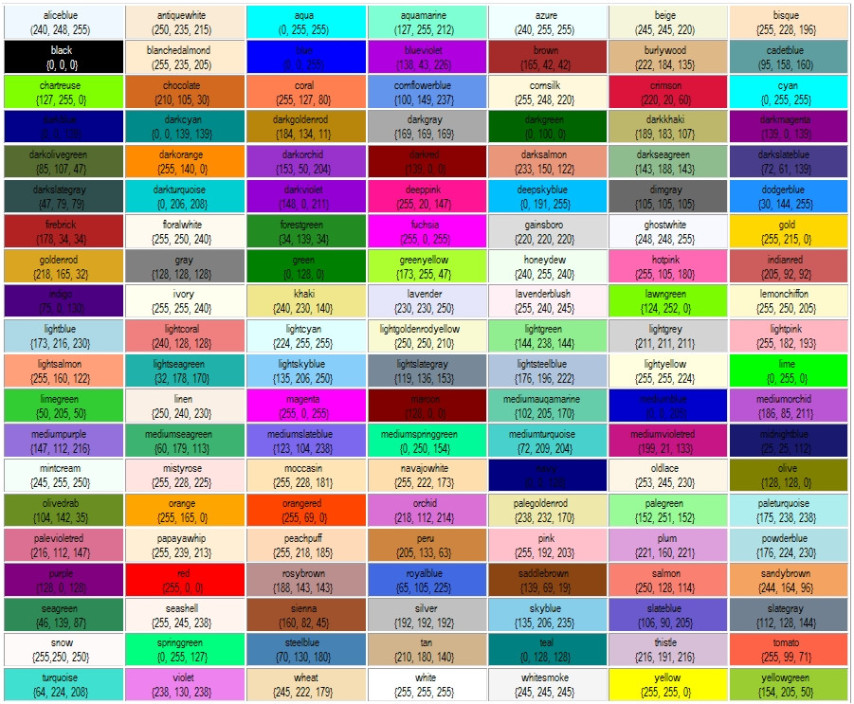 aliceblue
(240, 248, 255)
antiquewhite
(250, 235, 215)
aqua
(0, 255, 255)
aquamarine
(127, 255, 212)
azure
(240, 255, 255)
beige
(245, 245, 220)
bisque
(255, 228, 196)
black
(0, 0, 0)
blanchedalmond
(255, 235, 205)
blue
(0, 0, 255)
blueviolet
(138, 43, 226)
brown
(165, 42, 42)
burlywood
(222, 184, 135)
cadetblue
(95, 158, 160)
chartreuse
(127, 255, 0)
chocolate
(210, 105, 30)
coral
(255, 127, 80)
cornflowerblue
(100, 149, 237)
cornsilk
(255, 248, 220)
crimson
(220, 20, 60)
cyan
(0, 255, 255)
darkblue
(0, 0, 139)
darkcyan
(0, 139, 139)
darkgoldenrod
(184, 134, 11)
darkgray
(169, 169, 169)
darkgreen
(0, 100, 0)
darkkhaki
(189, 183, 107)
darkmagenta
(139, 0, 139)
darkolivegreen
(85, 107, 47)
darkorange
(255, 140, 0)
darkorchid
(153, 50, 204)
darkred
(139, 0, 0)
darksalmon
(233, 150, 122)
darkseagreen
(143, 188, 143)
darkslateblue
(72, 61, 139)
darkslategray
(47, 79, 79)
darkturquoise
(0, 206, 208)
darkviolet
(148, 0, 211)
deeppink
(255, 20, 147)
deepskyblue
(0, 191, 255)
dimgray
(105, 105, 105)
dodgerblue
(30, 144, 255)
firebrick
(178, 34, 34)
floralwhite
(255, 250, 240)
forestgreen
(34, 139, 34)
fuchsia
(255, 0, 255)
gainsboro
(220, 220, 220)
ghostwhite
(248, 248, 255)
gold
(255, 215, 0)
goldenrod
(218, 165, 32)
gray
(128, 128, 128)
green
(0, 128, 0)
greenyellow
(173, 255, 47)
honeydew
(240, 255, 240)
hotpink
(255, 105, 180)
indianred
(205, 92, 92)
indigo
(75, 0, 130)
ivory
(255, 255, 240)
khaki
(240, 230, 140)
lavender
(230, 230, 250)
lavenderblush
(255, 240, 245)
lawngreen
(124, 252, 0)
lemonchiffon
(255, 250, 205)
lightblue
(173, 216, 230)
lightcoral
(240, 128, 128)
lightcyan
(224, 255, 255)
lightgoldenrodyellow
(250, 250, 210)
lightgreen
(144, 238, 144)
lightgrey
(211, 211, 211)
lightpink
(255, 182, 193)
lightsalmon
(255, 160, 122)
lightseagreen
(32, 178, 170)
lightskyblue
(135, 206, 250)
lightslategray
(119, 136, 153)
lightsteelblue
(176, 196, 222)
lightyellow
(255, 255, 224)
lime
(0, 255, 0)
limegreen
(50, 205, 50)
linen
(250, 240, 230)
magenta
(255, 0, 255)
maroon
(128, 0, 0)
mediumauqamarine
(102, 205, 170)
mediumblue
(0, 0, 205)
mediumorchid
(186, 85, 211)
mediumpurple
(147, 112, 216)
mediumseagreen
(60, 179, 113)
mediumslateblue
(123, 104, 238)
mediumspringgreen
(0, 250, 154)
mediumturquoise
(72, 209, 204)
mediumvioletred
(199, 21, 133)
midnightblue
(25, 25, 112)
mintcream
(245, 255, 250)
mistyrose
(255, 228, 225)
moccasin
(255, 228, 181)
navajowhite
(255, 222, 173)
navy
(0, 0, 128)
oldlace
(253, 245, 230)
olive
(128, 128, 0)
olivedrab
(104, 142, 35)
orange
(255, 165, 0)
orangered
(255, 69, 0)
orchid
(218, 112, 214)
palegoldenrod
(238, 232, 170)
palegreen
(152, 251, 152)
paleturquoise
(175, 238, 238)
palevioletred
(216, 112, 147)
papayawhip
(255, 239, 213)
peachpuff
(255, 218, 185)
peru
(205, 133, 63)
pink
(255, 192, 203)
plum
(221, 160, 221)
powderblue
(176, 224, 230)
purple
(128, 0, 128)
red
(255, 0, 0)
rosybrown
(188, 143, 143)
royalblue
(65, 105, 225)
saddlebrown
(139, 69, 19)
salmon
(250, 128, 114)
sandybrown
(244, 164, 96)
seagreen
(46, 139, 87)
seashell
(255, 245, 238)
sienna
(160, 82, 45)
silver
(192, 192, 192)
skyblue
(135, 206, 235)
slateblue
(106, 90, 205)
slategray
(112, 128, 144)
snow
(255,250, 250)
springgreen
(0, 255, 127)
steelblue
(70, 130, 180)
tan
(210, 180, 140)
teal
(0, 128, 128)
thistle
(216, 191, 216)
tomato
(255, 99, 71)
turquoise
(64, 224, 208)
violet
(238, 130, 238)
wheat
(245, 222, 179)
white
(255, 255, 255)
whitesmoke
(245, 245, 245)
yellow
(255, 255, 0)
yellowgreen
(154, 205, 50)